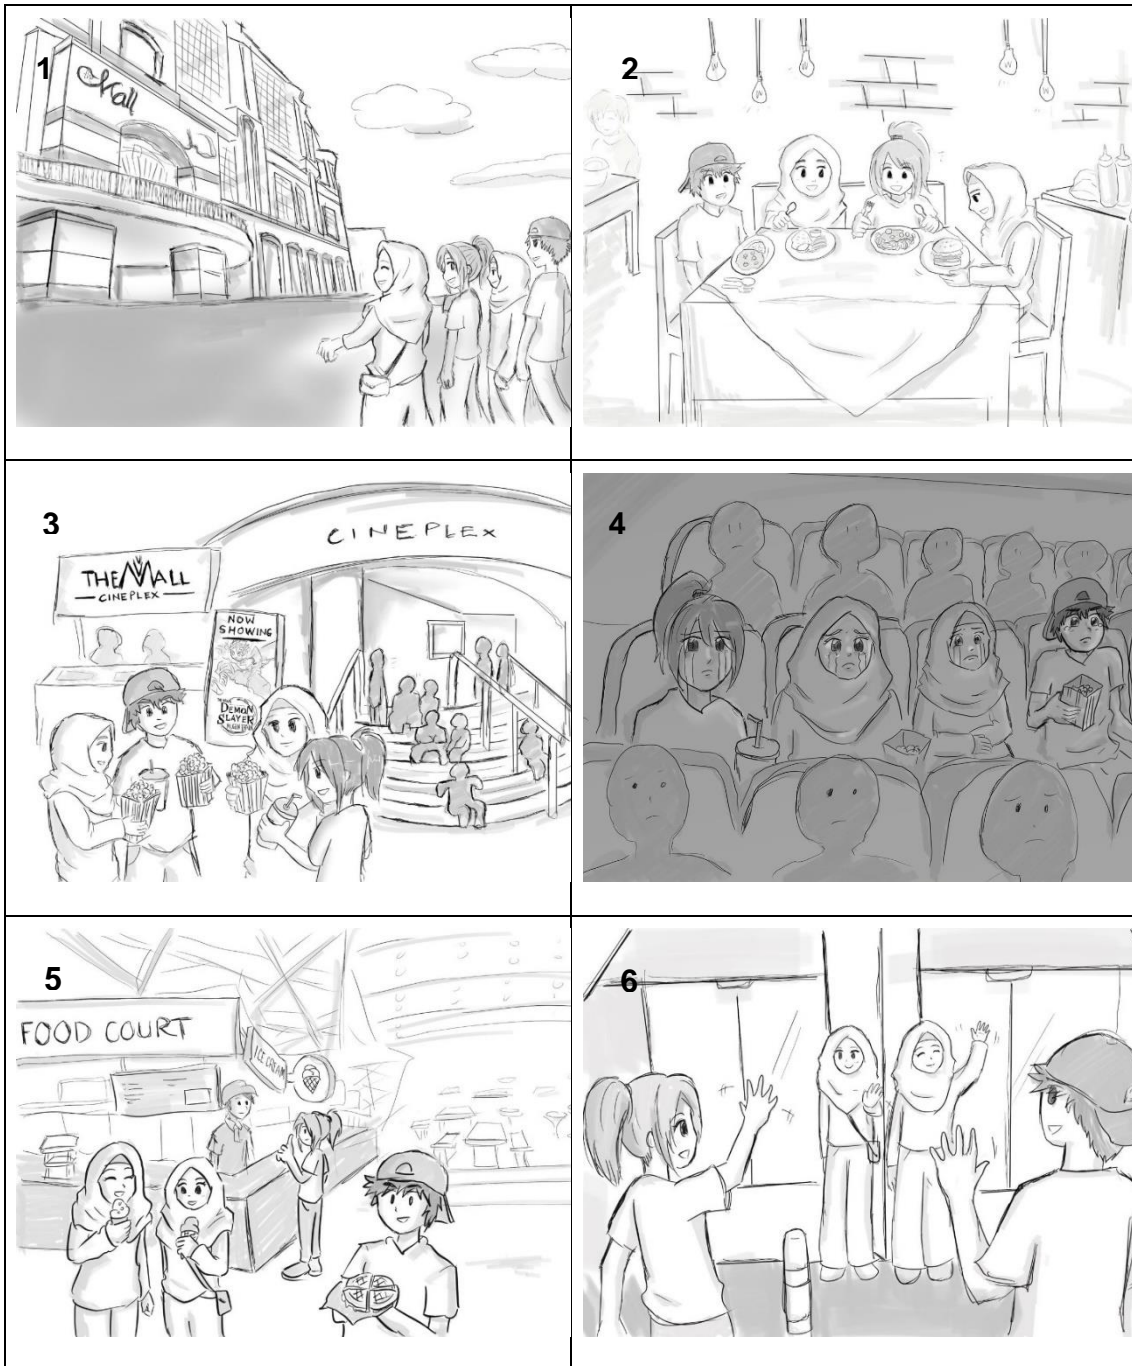 1
The Mall
2
3
CINEPLEX
THE MALL
CINEPLEX
NOW
SHOWING
DEMON
SLAYER
4
5
FOOD COURT
ICE CREAM
6